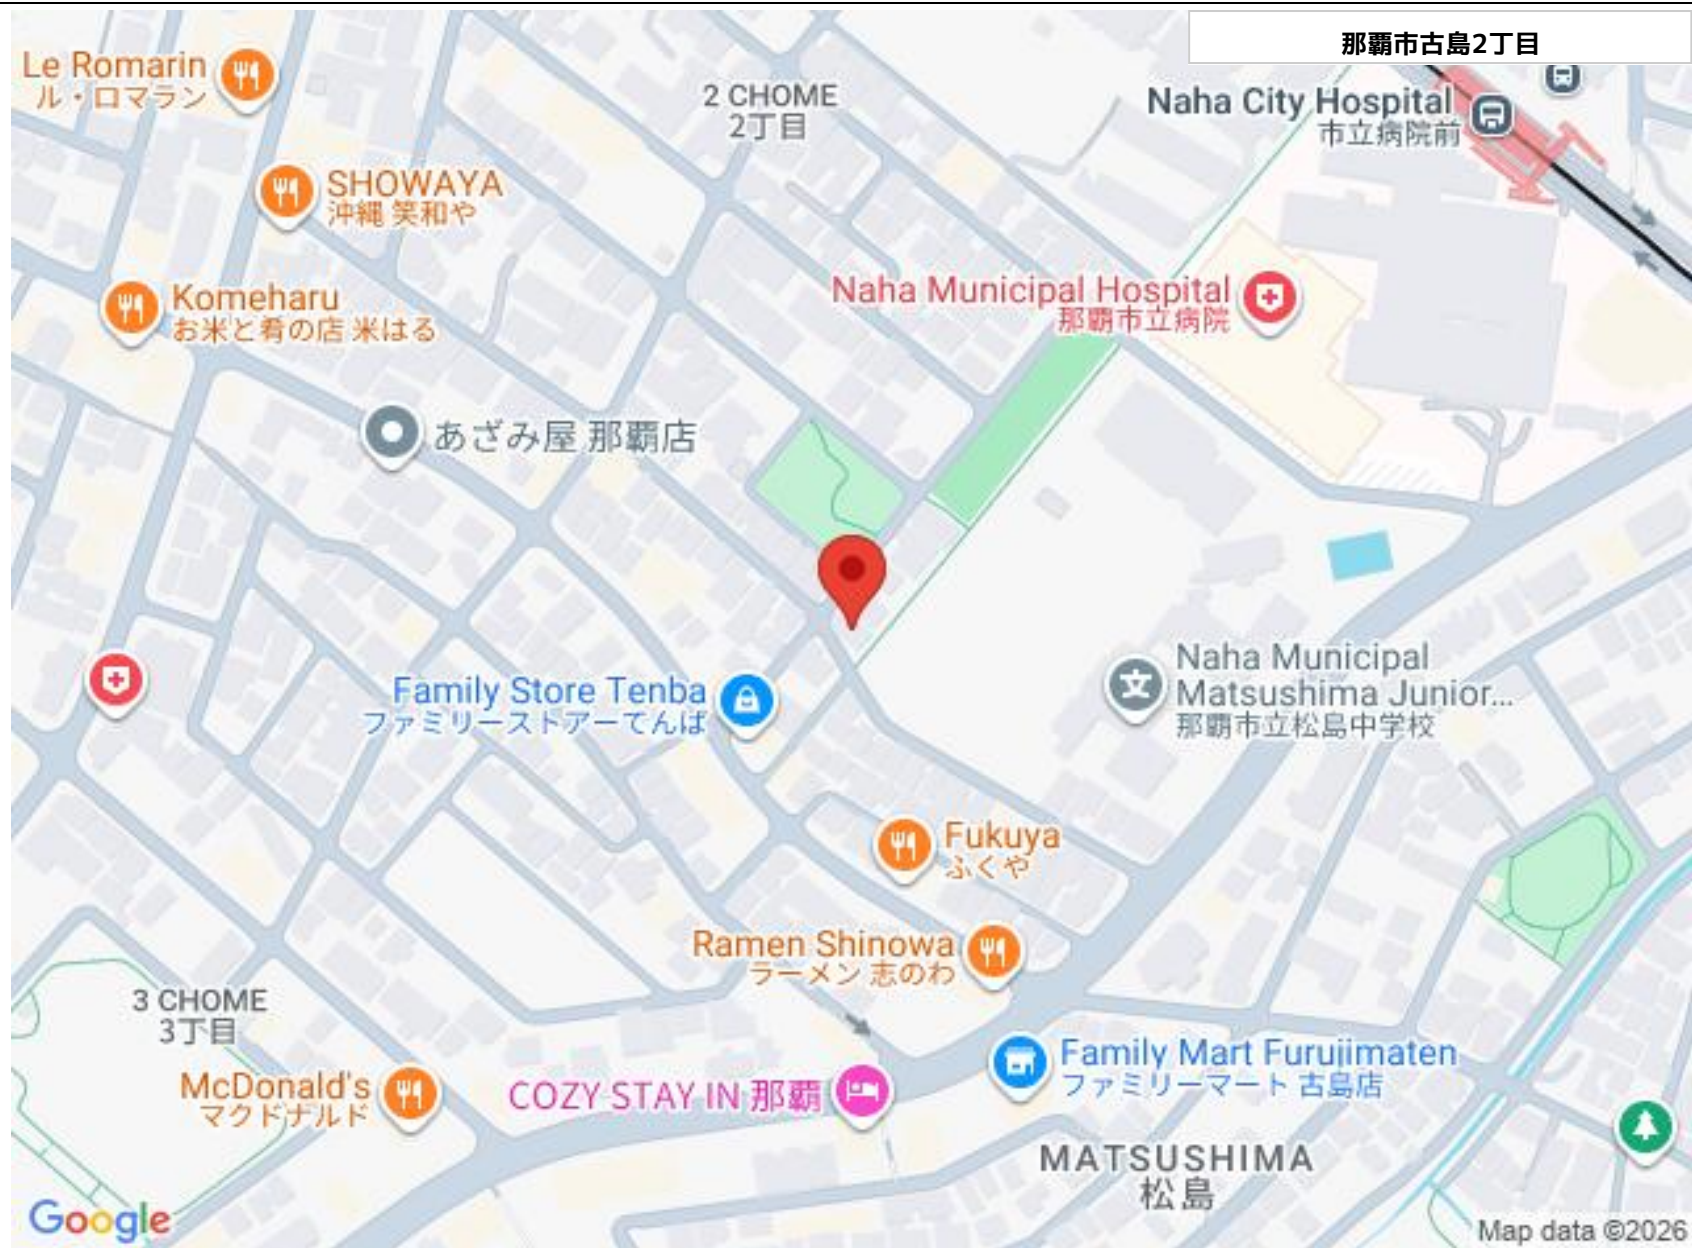 那覇市古島2丁目
Le Romarin
ル・ロマラン
2 CHOME
2丁目
Naha City Hospital
市立病院前
SHOWAYA
沖縄 笑和や
Naha Municipal Hospital
那覇市立病院
Komeharu
お米と肴の店 米はる
あざみ屋 那覇店
Naha Municipal
Matsushima Junior...
那覇市立松島中学校
Family Store Tenba
ファミリーストアーてんば
Fukuya
ふくや
Ramen Shinowa
ラーメン 志のわ
3 CHOME
3丁目
Family Mart Furujimaten
ファミリーマート 古島店
McDonald's
マクドナルド
COZY STAY IN 那覇
MATSUSHIMA
松島
文
Google
Map data ©2026